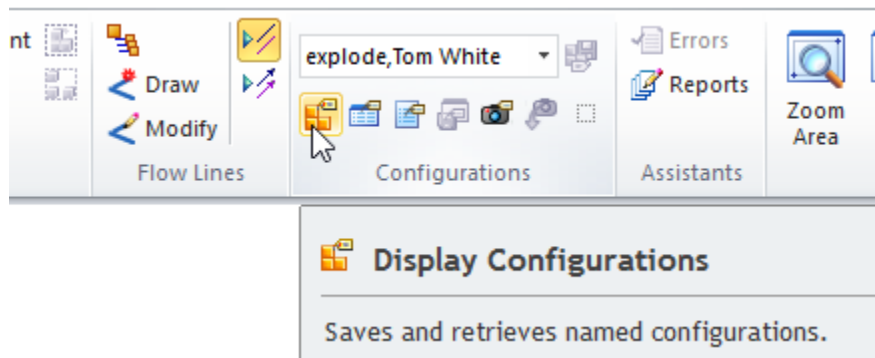 nt
Draw
Modify
Flow Lines
explode,Tom White
Configurations
Errors
Reports
Assistants
Zoom
Area
Display Configurations
Saves and retrieves named configurations.